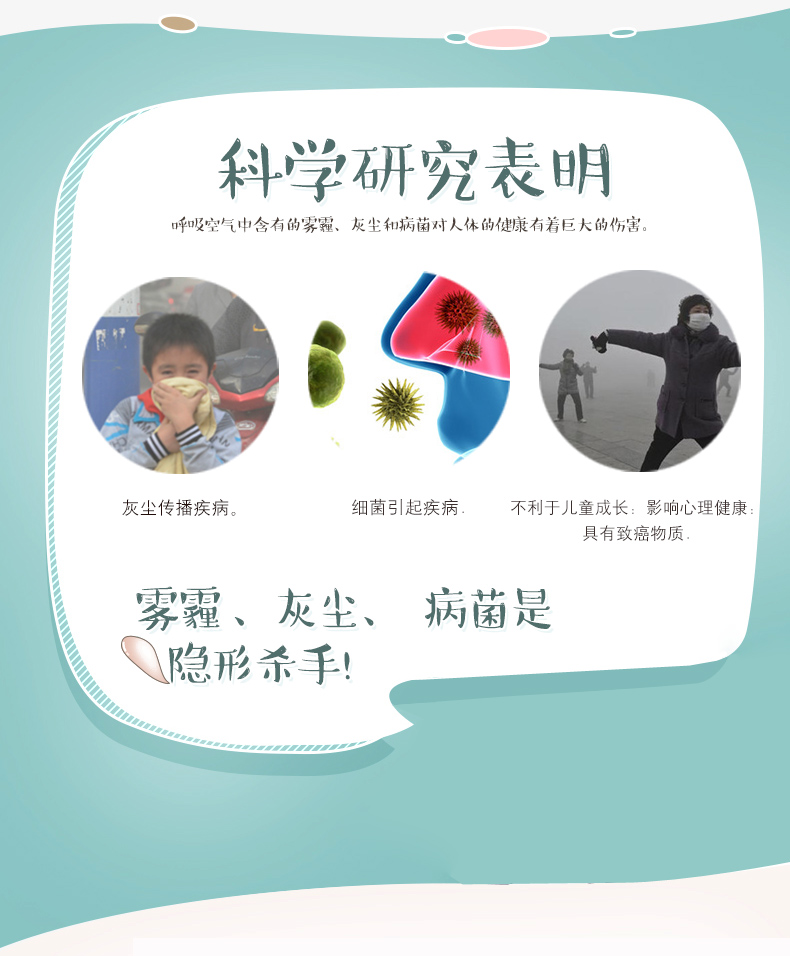 科学研究表明
呼吸空气中含有的雾霾、灰尘和病菌对人体的健康有着巨大的伤害。
灰尘传播疾病。
细菌引起疾病.
不利于儿童成长；影响心理健康；
具有致癌物质.
雾霾、灰尘、 病菌是
隐形杀手!